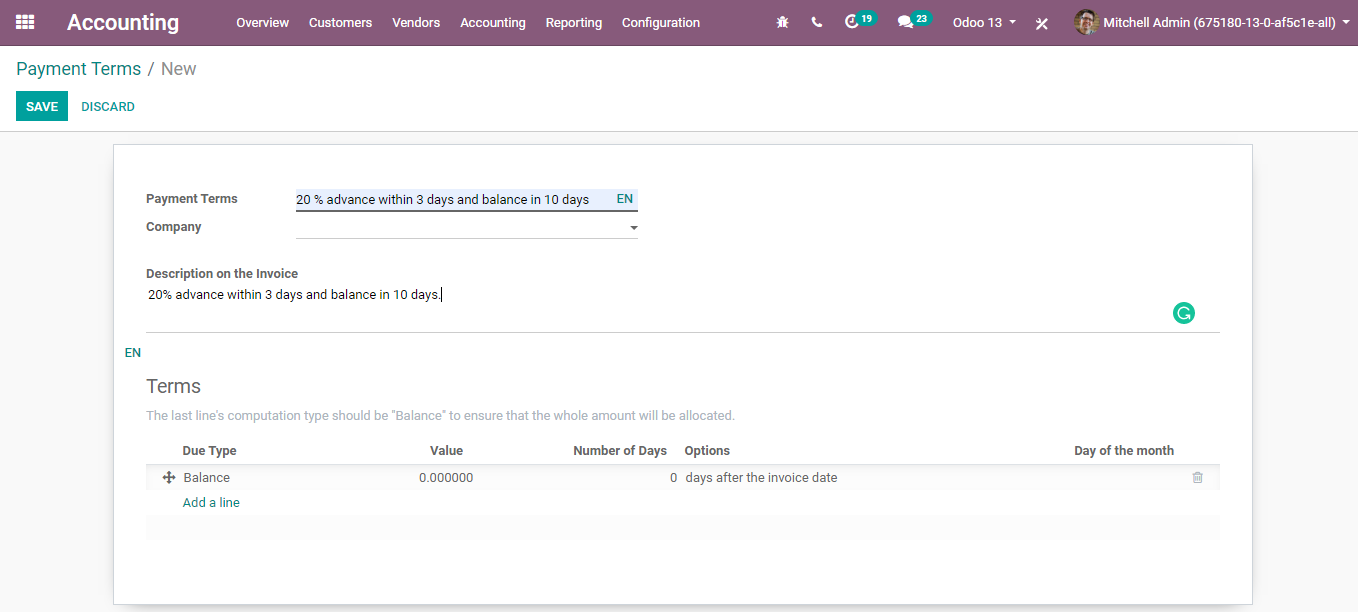 Accounting Overview Customers Vendors Accounting Reporting Configuration 19 23 Odoo 13 Mitchell Admin (675180-13-0-af5c1e-all)
Payment Terms / New
SAVE DISCARD
Payment Terms 20 % advance within 3 days and balance in 10 days EN
Company
Description on the Invoice
20% advance within 3 days and balance in 10 days.
EN
Terms
The last line's computation type should be "Balance" to ensure that the whole amount will be allocated.
Due Type Value Number of Days Options Day of the month
Balance 0.000000 0 days after the invoice date
Add a line